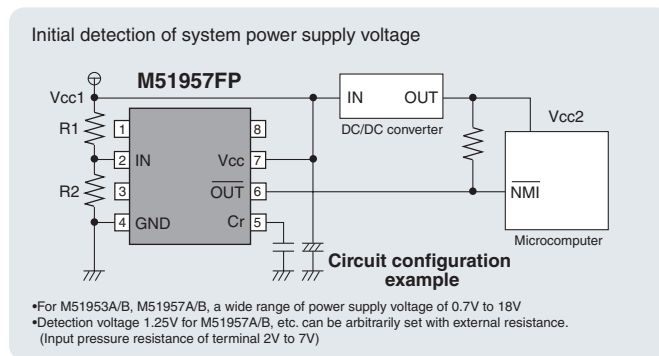 Initial detection of system power supply voltage
M51957FP
Vcc1
IN OUT
Vcc2
R1
1
8
DC/DC converter
2 IN
Vcc 7
R2
3
OUT 6
NMI
4 GND
Cr 5
Microcomputer
Circuit configuration
example
•For M51953A/B, M51957A/B, a wide range of power supply voltage of 0.7V to 18V
•Detection voltage 1.25V for M51957A/B, etc. can be arbitrarily set with external resistance.
(Input pressure resistance of terminal 2V to 7V)